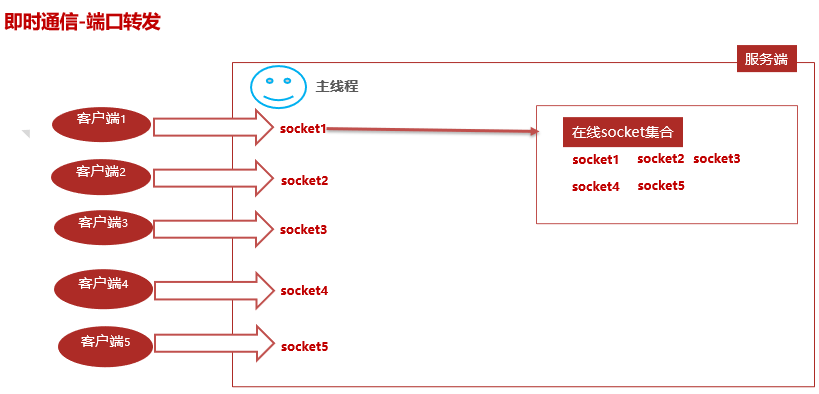 即时通信-端口转发
服务端
主线程
客户端1
socket1
在线socket集合
socket1 socket2 socket3
socket4 socket5
客户端2
socket2
客户端3
socket3
客户端4
socket4
客户端5
socket5